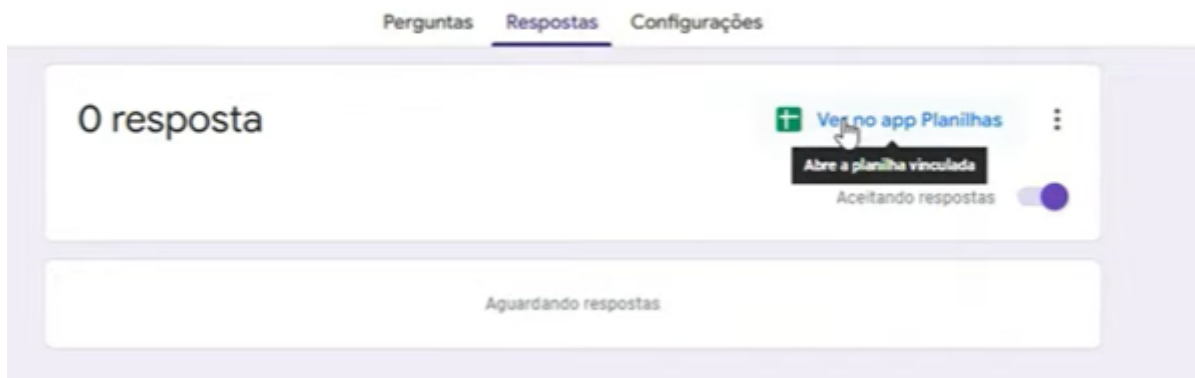 Perguntas Respostas Configurações
0 resposta
Ver no app Planilhas
Abre a planilha vinculada
Aceitando respostas
Aguardando respostas